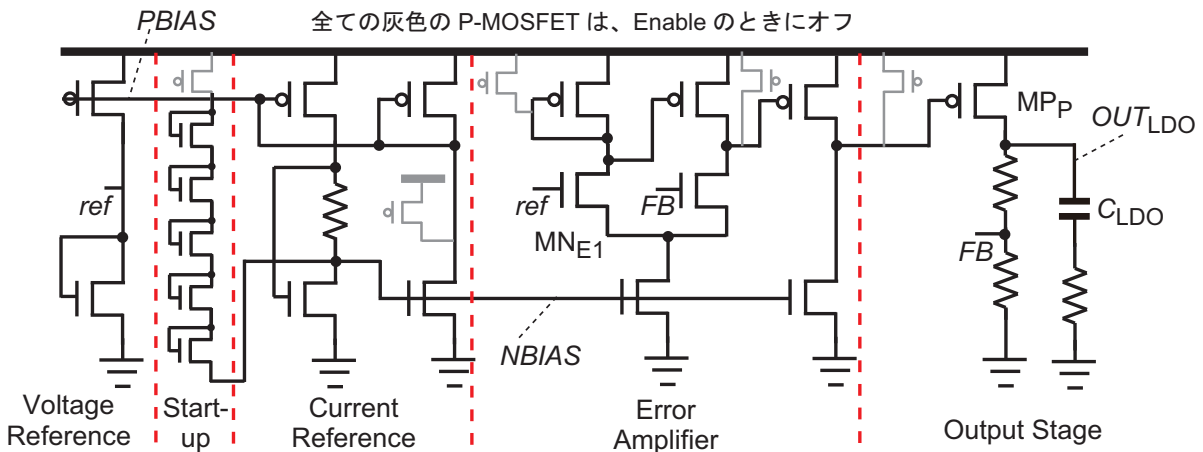 PBIAS
全ての灰色の P-MOSFET は、Enable のときにオフ
MPP
OUTLDO
ref
ref
FB
CLDO
MNE1
FB
NBIAS
Voltage
Reference
Start-
up
Current
Reference
Error
Amplifier
Output Stage